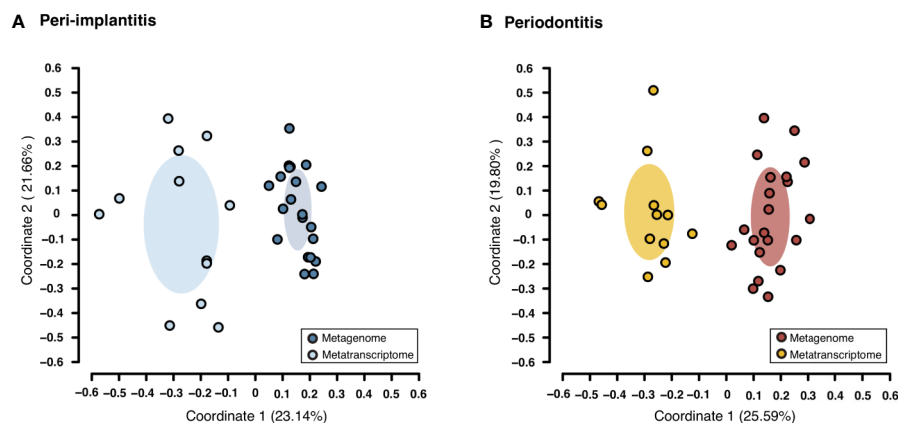 A Peri-implantitis
0.6
0.5
0.4
0.3
0.2
0.1
0
−0.1
−0.2
−0.3
−0.4
−0.5
−0.6
Coordinate 2 ( 21.66% )
Metagenome
Metatranscriptome
−0.6 −0.5 −0.4 −0.3 −0.2 −0.1 0 0.1 0.2 0.3 0.4 0.5 0.6
Coordinate 1 (23.14%)
B Periodontitis
0.6
0.5
0.4
0.3
0.2
0.1
0
−0.1
−0.2
−0.3
−0.4
−0.5
−0.6
Coordinate 2 (19.80%)
Metagenome
Metatranscriptome
−0.6 −0.5 −0.4 −0.3 −0.2 −0.1 0 0.1 0.2 0.3 0.4 0.5 0.6
Coordinate 1 (25.59%)